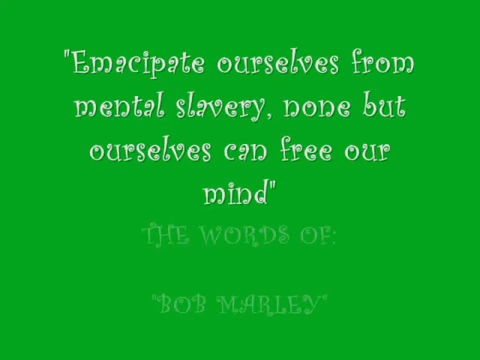 "Emacipate ourselves from
mental slavery, none but
ourselves can free our
mind"
THE WORDS OF:
"BOB MARLEY"